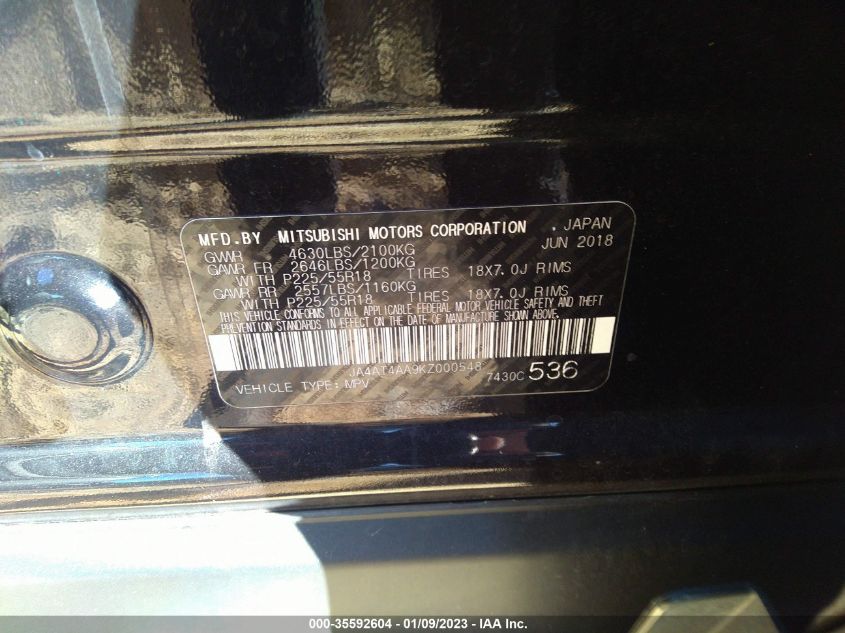 MFD.BY MITSUBISHI MOTORS CORPORATION JAPAN
GVWR 4630LBS/2100KG JUN 2018
GAWR FR 2646LBS/1200KG
WITH P225/55R18 TIRES 18X7.0J RIMS
GAWR RR 2557LBS/1160KG
WITH P225/55R18 TIRES 18X7.0J RIMS
THIS VEHICLE CONFORMS TO ALL APPLICABLE FEDERAL MOTOR VEHICLE SAFETY AND THEFT
PREVENTION STANDARDS IN EFFECT ON THE DATE OF MANUFACTURE SHOWN ABOVE.
JA4AT4AA9KZ000548
VEHICLE TYPE: MPV 7430C 536
000-35592604 - 01/09/2023 - IAA Inc.